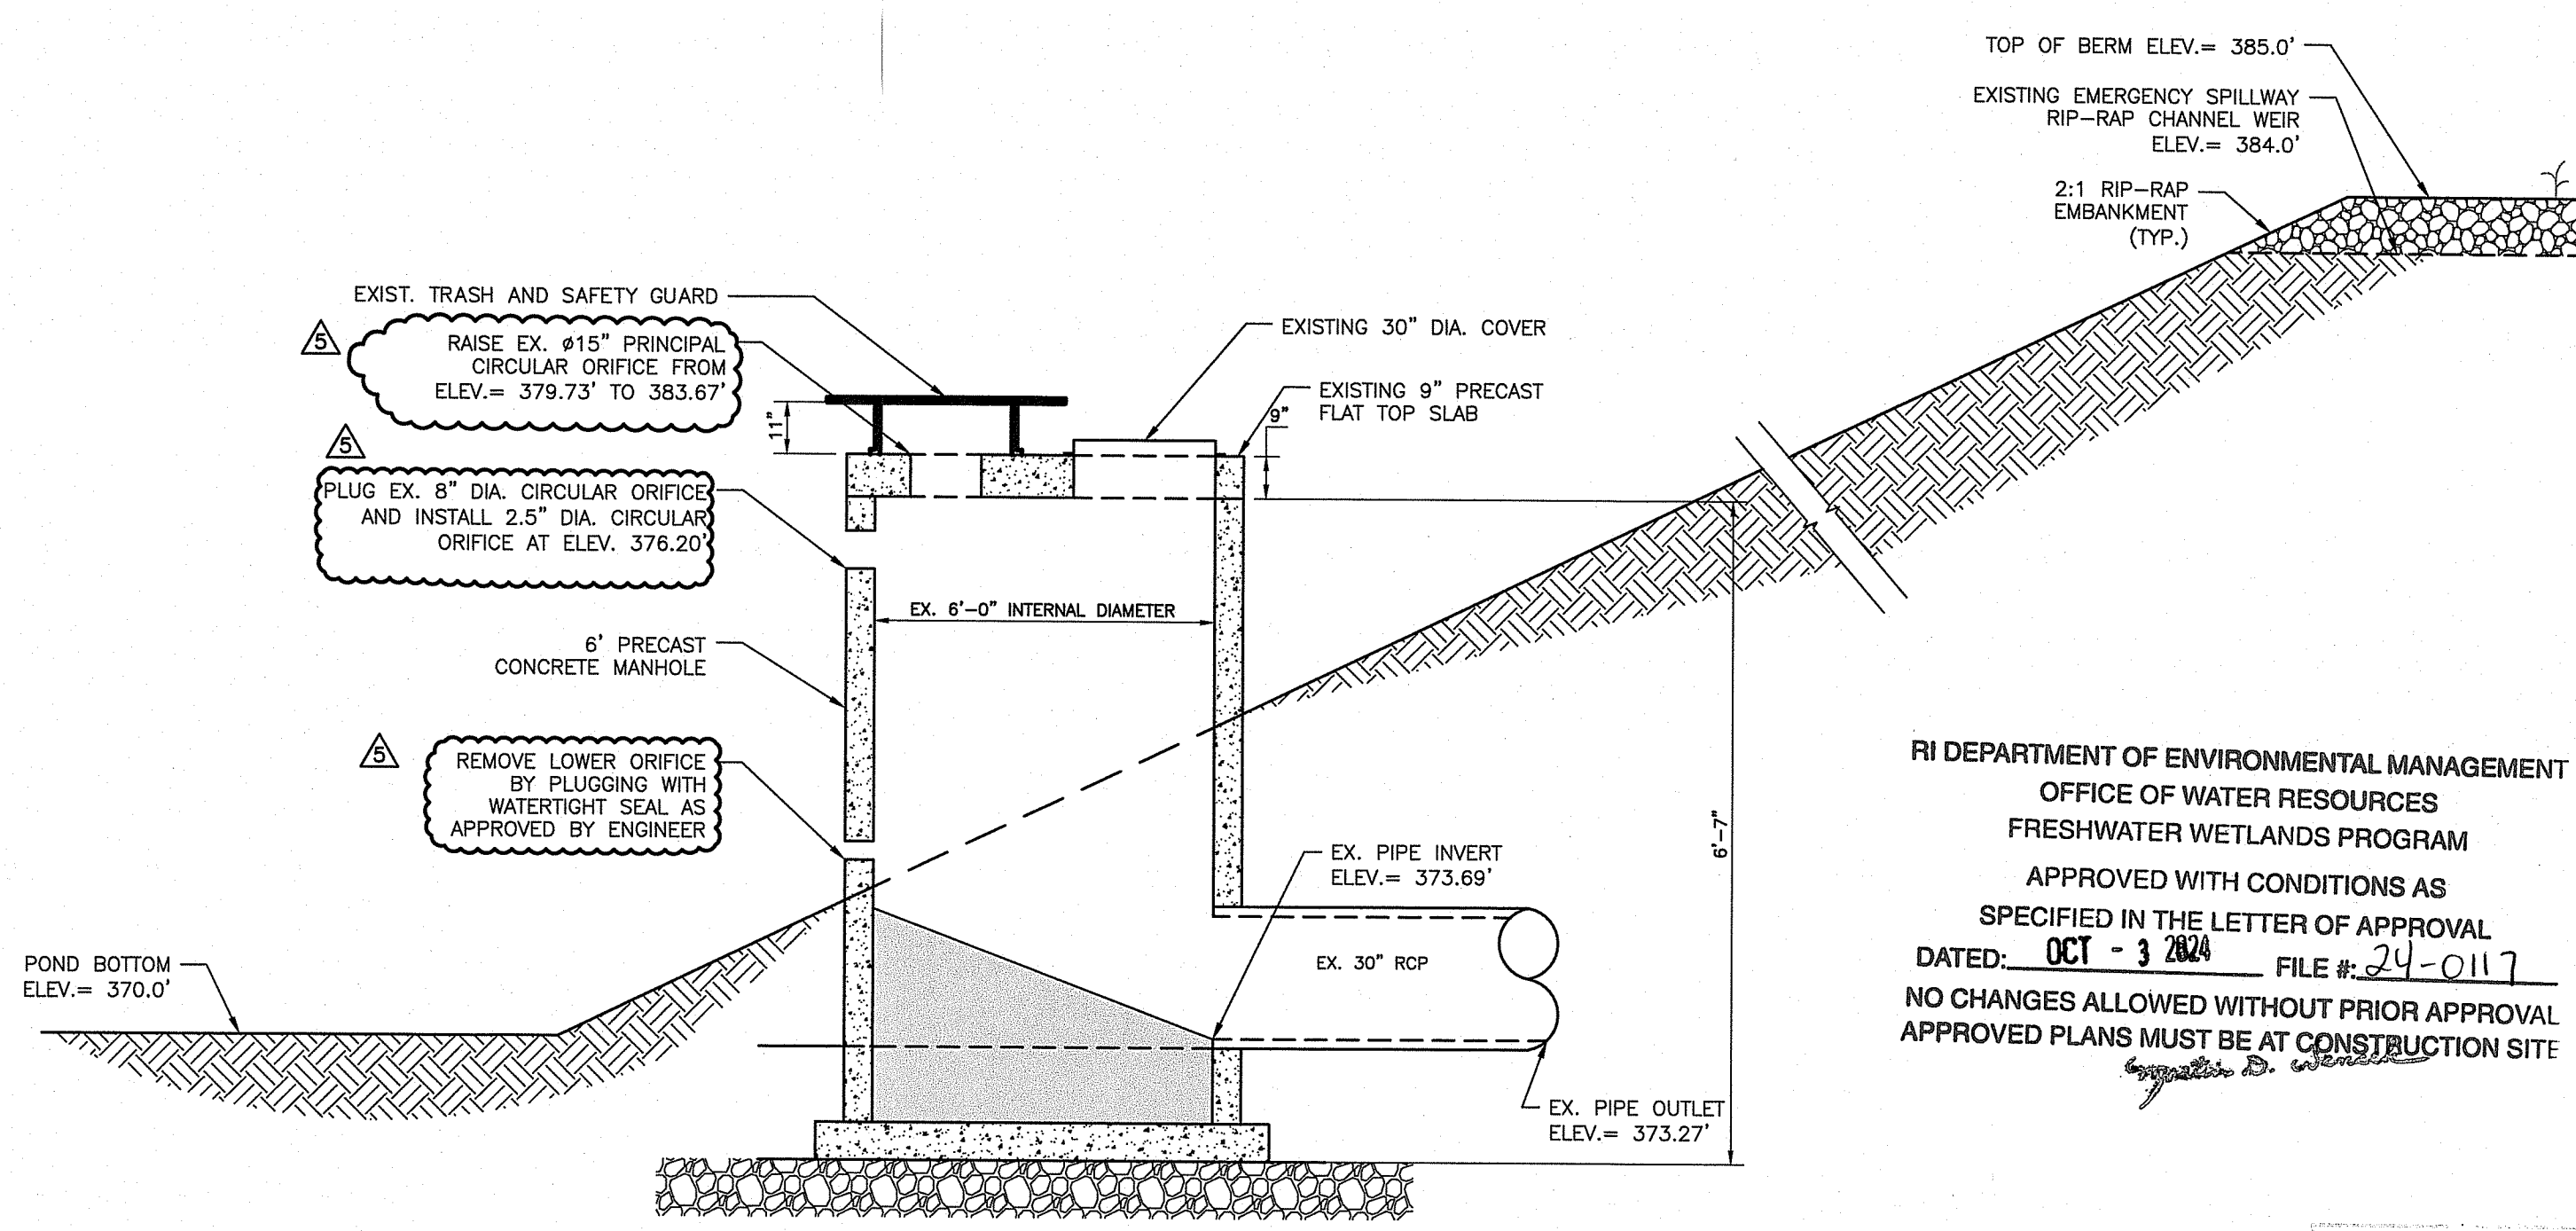 TOP OF BERM ELEV.= 385.0'
EXISTING EMERGENCY SPILLWAY
RIP-RAP CHANNEL WEIR
ELEV.= 384.0'
2:1 RIP-RAP
EMBANKMENT
(TYP.)
EXIST. TRASH AND SAFETY GUARD
5
RAISE EX. ø15" PRINCIPAL
CIRCULAR ORIFICE FROM
ELEV.= 379.73' TO 383.67'
EXISTING 30" DIA. COVER
EXISTING 9" PRECAST
FLAT TOP SLAB
11"
9"
5
PLUG EX. 8" DIA. CIRCULAR ORIFICE
AND INSTALL 2.5" DIA. CIRCULAR
ORIFICE AT ELEV. 376.20'
EX. 6'-0" INTERNAL DIAMETER
6' PRECAST
CONCRETE MANHOLE
5
REMOVE LOWER ORIFICE
BY PLUGGING WITH
WATERTIGHT SEAL AS
APPROVED BY ENGINEER
6'-7"
EX. PIPE INVERT
ELEV.= 373.69'
EX. 30" RCP
POND BOTTOM
ELEV.= 370.0'
EX. PIPE OUTLET
ELEV.= 373.27'
RI DEPARTMENT OF ENVIRONMENTAL MANAGEMENT
OFFICE OF WATER RESOURCES
FRESHWATER WETLANDS PROGRAM
APPROVED WITH CONDITIONS AS
SPECIFIED IN THE LETTER OF APPROVAL
DATED: OCT - 3 2024 FILE #: 24-0117
NO CHANGES ALLOWED WITHOUT PRIOR APPROVAL
APPROVED PLANS MUST BE AT CONSTRUCTION SITE